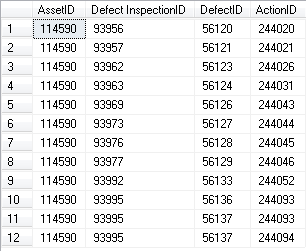 AssetID Defect InspectionID DefectID ActionID
1 114590 93956 56120 244020
2 114590 93957 56121 244021
3 114590 93962 56123 244026
4 114590 93963 56124 244031
5 114590 93969 56126 244043
6 114590 93973 56127 244044
7 114590 93976 56128 244045
8 114590 93977 56129 244046
9 114590 93992 56133 244052
10 114590 93995 56136 244093
11 114590 93995 56137 244093
12 114590 93995 56137 244094